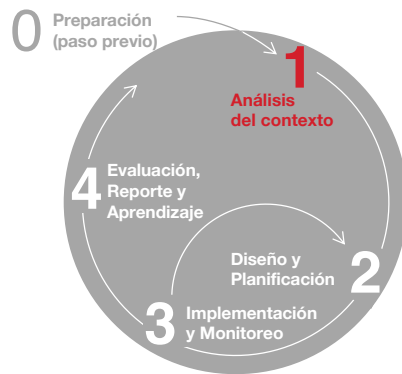 0 Preparación
(paso previo)
1
Análisis
del contexto
4 Evaluación,
Reporte y
Aprendizaje
Diseño y
Planificación 2
3 Implementación
y Monitoreo